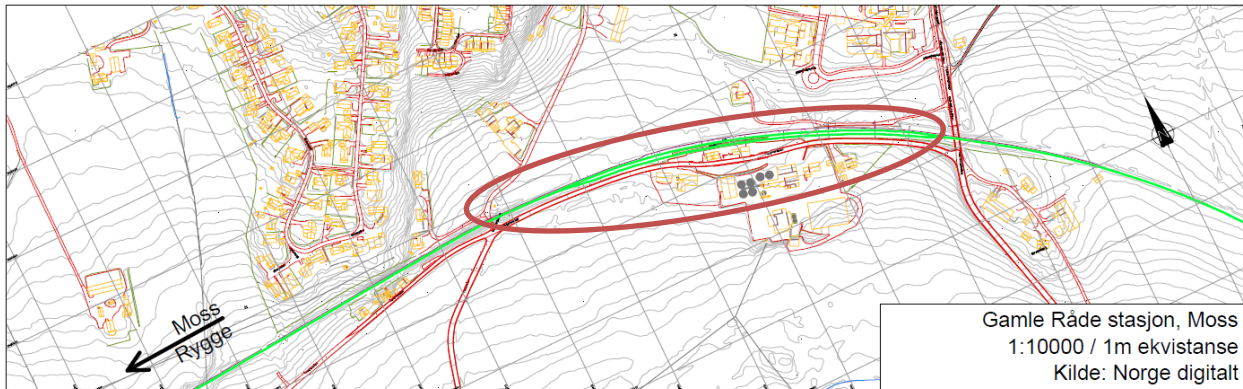 Moss
Rygge
Gamle Råde stasjon, Moss
1:10000 / 1m ekvistanse
Kilde: Norge digitalt